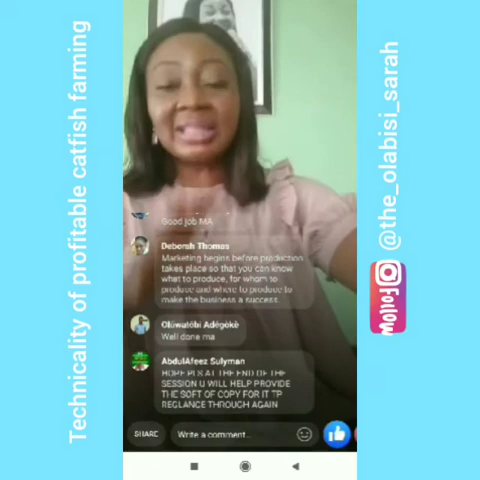 Technicality of profitable catfish farming
Good job MA
Deborah Thomas
Marketing begins before production
takes place so that you can know
what to produce, for whom to
produce and where to produce to
make the business a success.
Oluwatobi Adegoke
Well done ma
AbdulAfeez Sulyman
HOPE PLS AT THE END OF THE
SESSION U WILL HELP PROVIDE
THE SOFT OF COPY FOR IT TP
REGLANCE THROUGH AGAIN
SHARE
Write a comment...
Follow
@the_olabisi_sarah